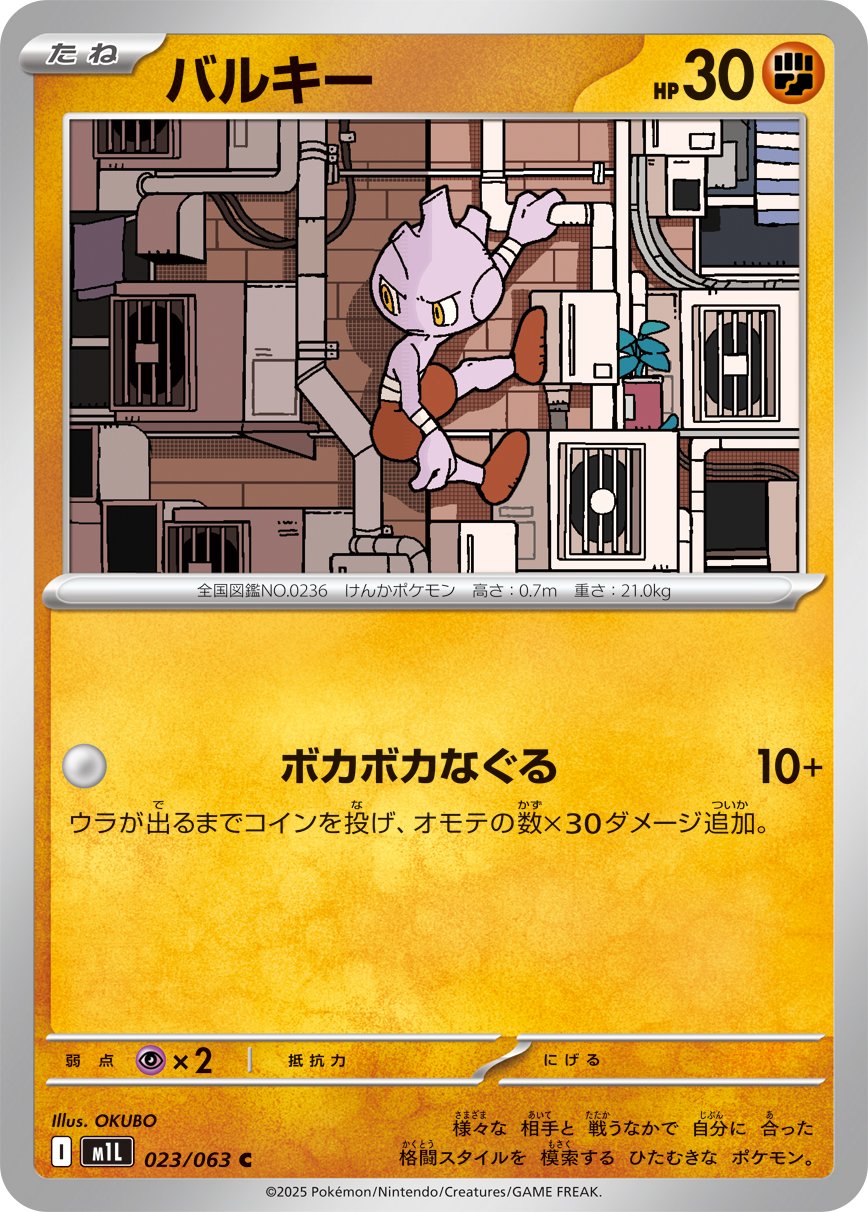 たね
バルキー
HP30
全国図鑑NO.0236 けんかポケモン 高さ:0.7m 重さ:21.0kg
ボカボカなぐる 10+
ウラが出るまでコインを投げ、オモテの数×30ダメージ追加。
弱点 ×2 抵抗力 にげる
Illus. OKUBO
様々な 相手と 戦うなかで 自分に 合った
格闘スタイルを 模索する ひたむきな ポケモン。
I M1L 023/063 C
©2025 Pokémon/Nintendo/Creatures/GAME FREAK.